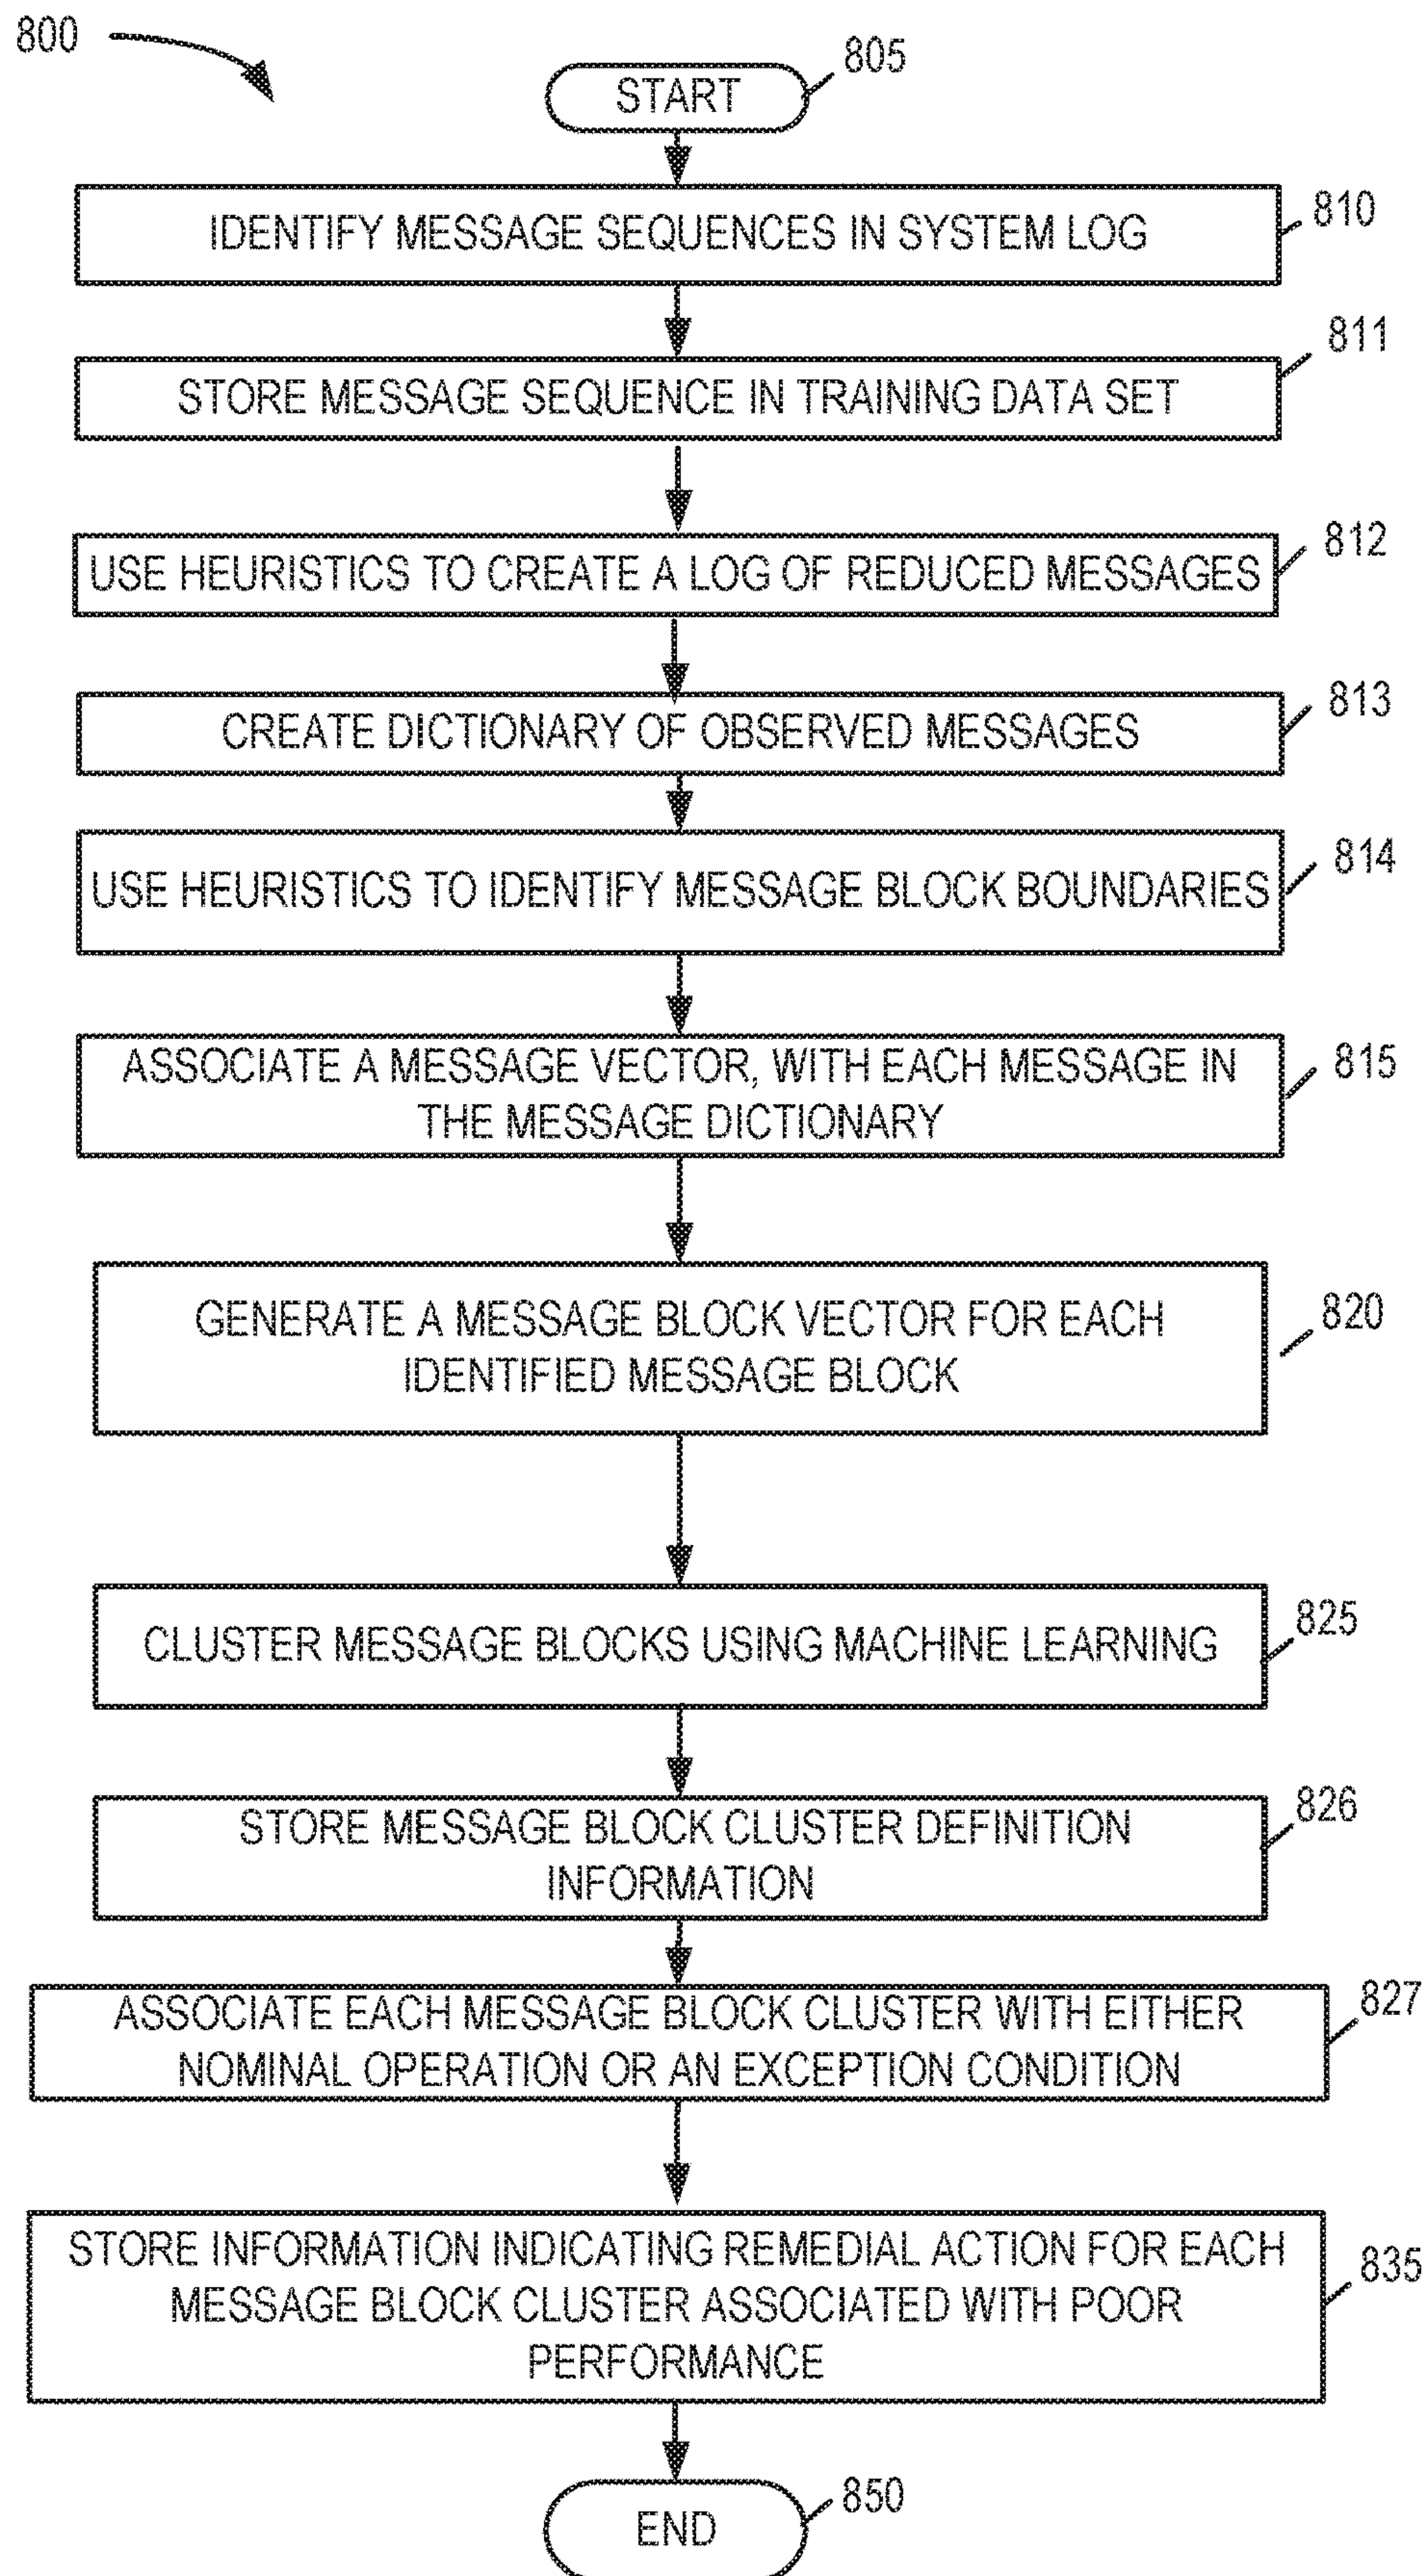 800
START
805
IDENTIFY MESSAGE SEQUENCES IN SYSTEM LOG
810
STORE MESSAGE SEQUENCE IN TRAINING DATA SET
811
USE HEURISTICS TO CREATE A LOG OF REDUCED MESSAGES
812
CREATE DICTIONARY OF OBSERVED MESSAGES
813
USE HEURISTICS TO IDENTIFY MESSAGE BLOCK BOUNDARIES
814
ASSOCIATE A MESSAGE VECTOR, WITH EACH MESSAGE IN
THE MESSAGE DICTIONARY
815
GENERATE A MESSAGE BLOCK VECTOR FOR EACH
IDENTIFIED MESSAGE BLOCK
820
CLUSTER MESSAGE BLOCKS USING MACHINE LEARNING
825
STORE MESSAGE BLOCK CLUSTER DEFINITION
INFORMATION
826
ASSOCIATE EACH MESSAGE BLOCK CLUSTER WITH EITHER
NOMINAL OPERATION OR AN EXCEPTION CONDITION
827
STORE INFORMATION INDICATING REMEDIAL ACTION FOR EACH
MESSAGE BLOCK CLUSTER ASSOCIATED WITH POOR
PERFORMANCE
835
END
850